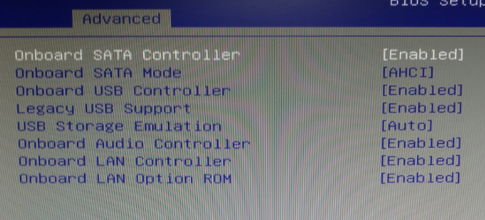 BIOS Setup
Advanced
Onboard SATA Controller [Enabled]
Onboard SATA Mode [AHCI]
Onboard USB Controller [Enabled]
Legacy USB Support [Enabled]
USB Storage Emulation [Auto]
Onboard Audio Controller [Enabled]
Onboard LAN Controller [Enabled]
Onboard LAN Option ROM [Enabled]